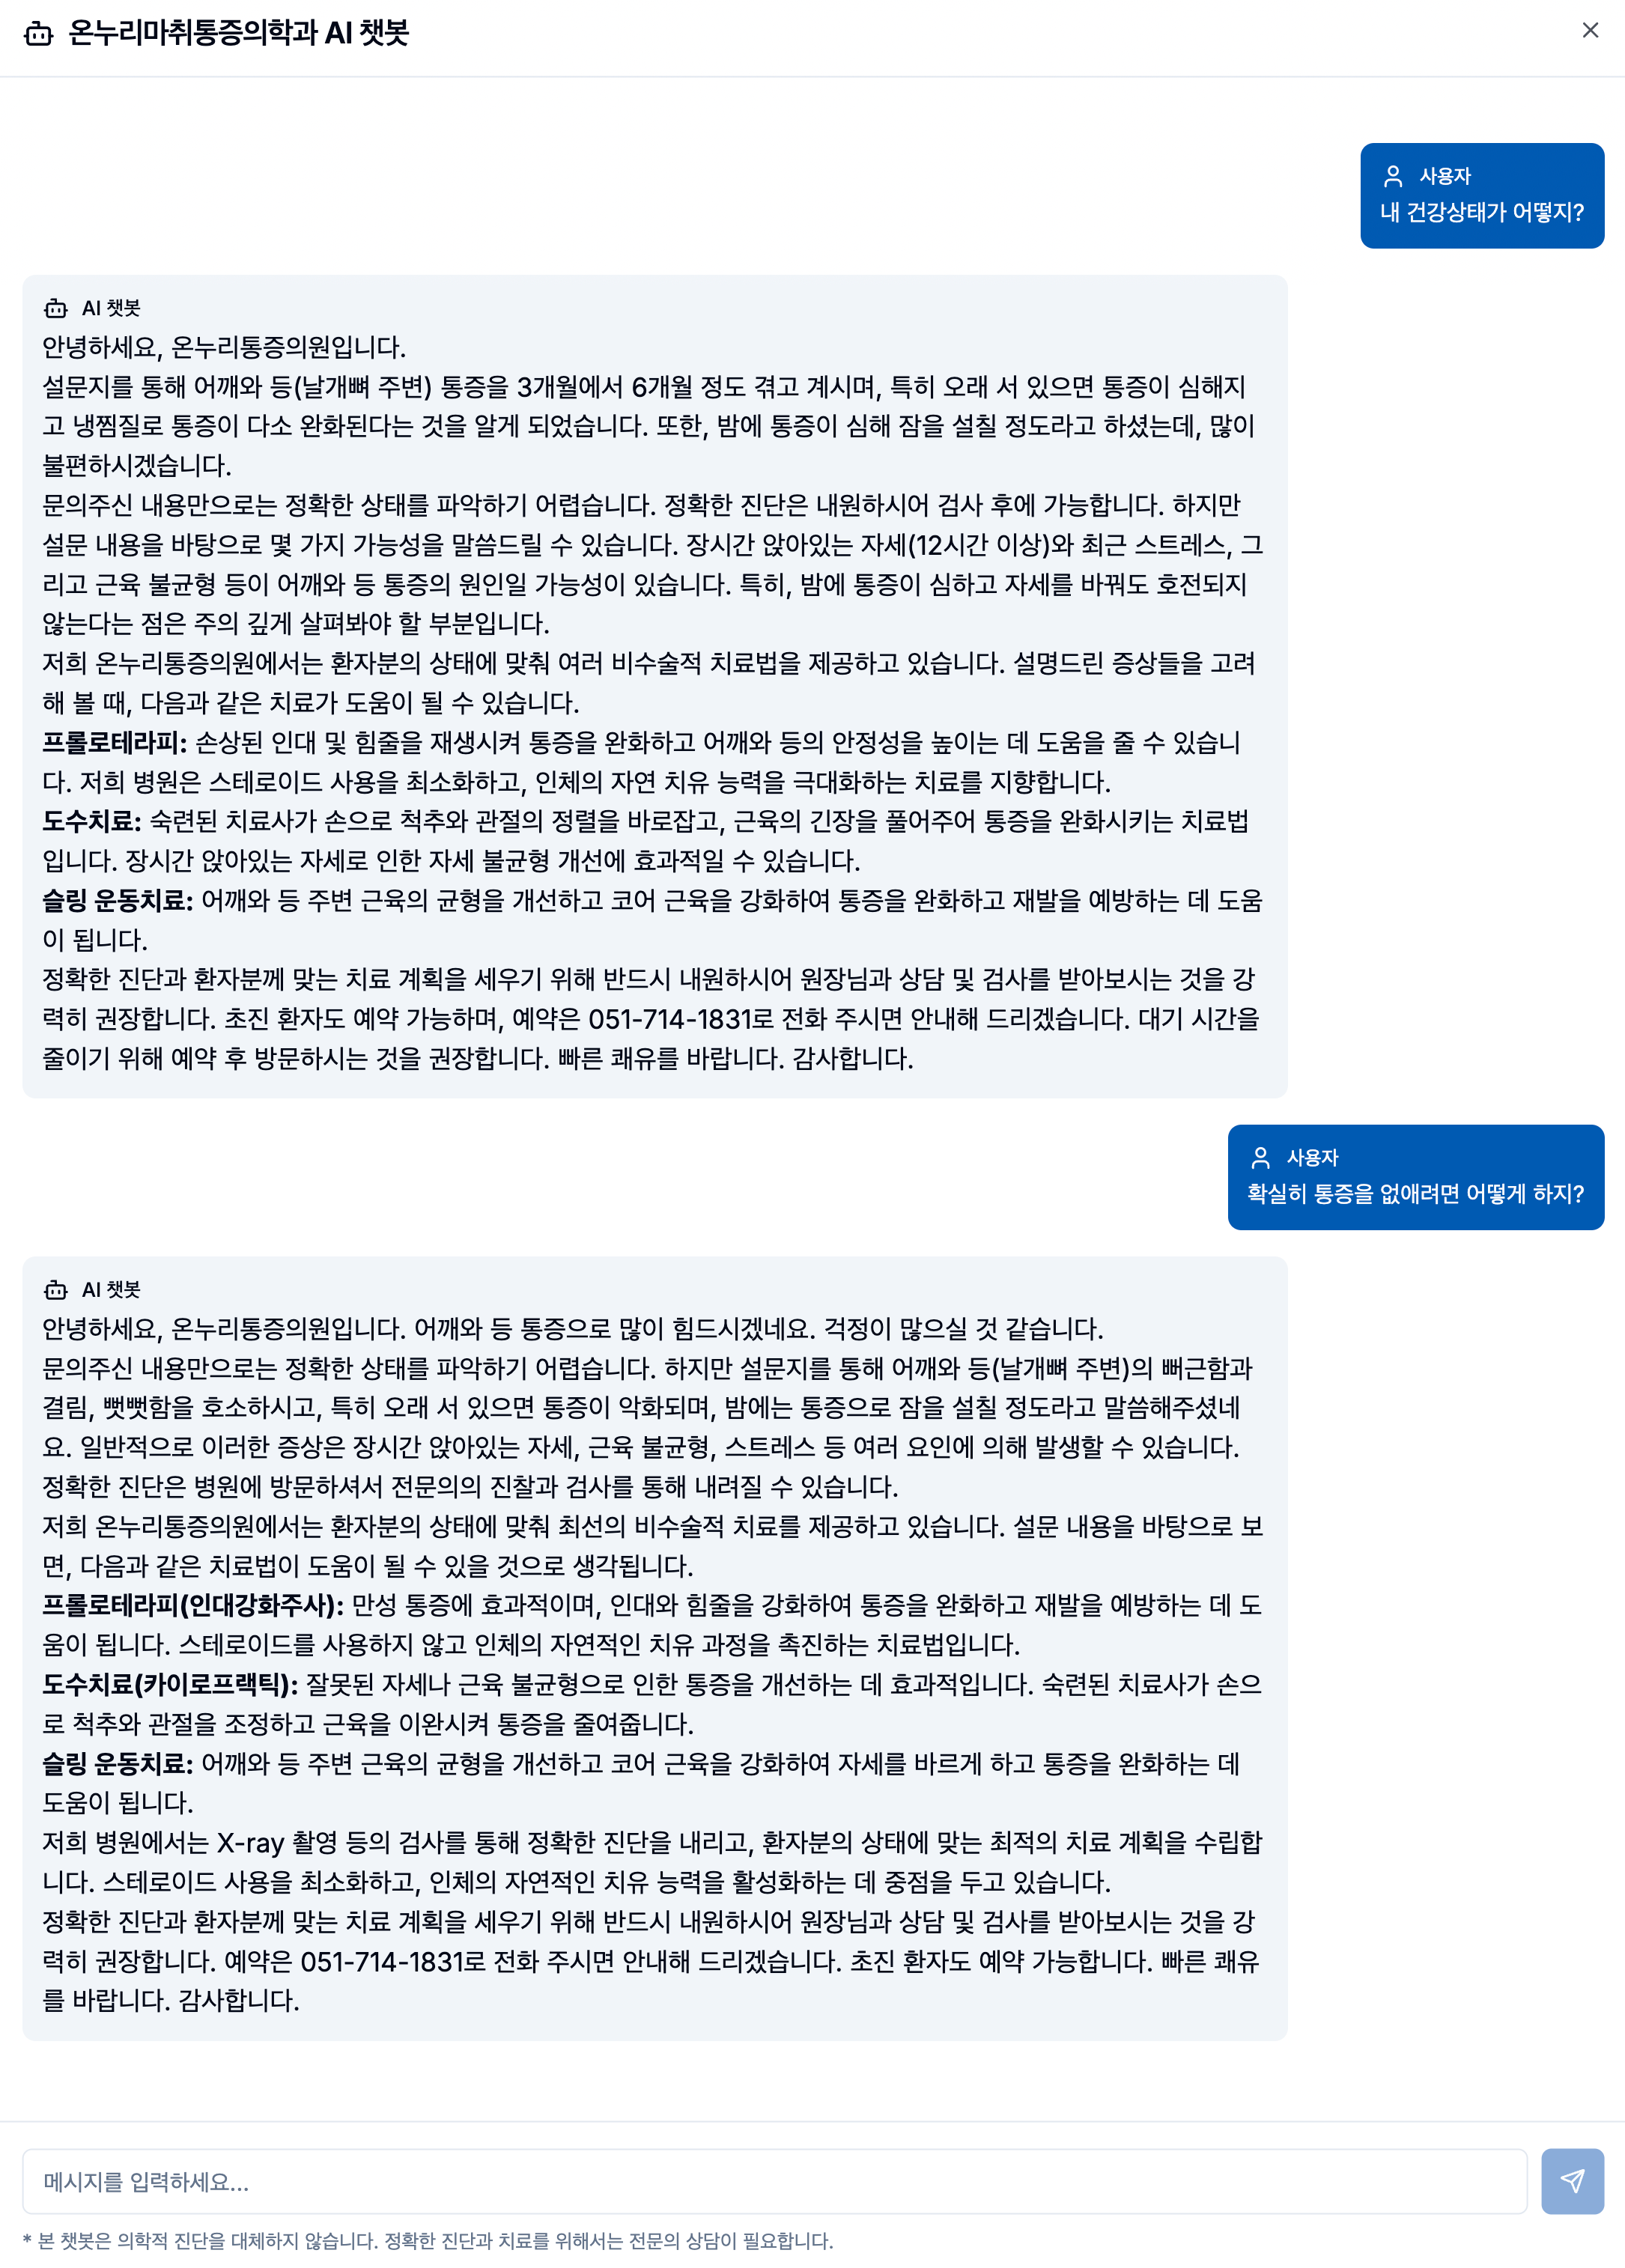 온누리마취통증의학과 AI 챗봇
사용자
내 건강상태가 어떻지?
AI 챗봇
안녕하세요, 온누리통증의원입니다.
설문지를 통해 어깨와 등(날개뼈 주변) 통증을 3개월에서 6개월 정도 겪고 계시며, 특히 오래 서 있으면 통증이 심해지
고 냉찜질로 통증이 다소 완화된다는 것을 알게 되었습니다. 또한, 밤에 통증이 심해 잠을 설칠 정도라고 하셨는데, 많이
불편하시겠습니다.
문의주신 내용만으로는 정확한 상태를 파악하기 어렵습니다. 정확한 진단은 내원하시어 검사 후에 가능합니다. 하지만
설문 내용을 바탕으로 몇 가지 가능성을 말씀드릴 수 있습니다. 장시간 앉아있는 자세(12시간 이상)와 최근 스트레스, 그
리고 근육 불균형 등이 어깨와 등 통증의 원인일 가능성이 있습니다. 특히, 밤에 통증이 심하고 자세를 바꿔도 호전되지
않는다는 점은 주의 깊게 살펴봐야 할 부분입니다.
저희 온누리통증의원에서는 환자분의 상태에 맞춰 여러 비수술적 치료법을 제공하고 있습니다. 설명드린 증상들을 고려
해 볼 때, 다음과 같은 치료가 도움이 될 수 있습니다.
프롤로테라피: 손상된 인대 및 힘줄을 재생시켜 통증을 완화하고 어깨와 등의 안정성을 높이는 데 도움을 줄 수 있습니
다. 저희 병원은 스테로이드 사용을 최소화하고, 인체의 자연 치유 능력을 극대화하는 치료를 지향합니다.
도수치료: 숙련된 치료사가 손으로 척추와 관절의 정렬을 바로잡고, 근육의 긴장을 풀어주어 통증을 완화시키는 치료법
입니다. 장시간 앉아있는 자세로 인한 자세 불균형 개선에 효과적일 수 있습니다.
슬링 운동치료: 어깨와 등 주변 근육의 균형을 개선하고 코어 근육을 강화하여 통증을 완화하고 재발을 예방하는 데 도움
이 됩니다.
정확한 진단과 환자분께 맞는 치료 계획을 세우기 위해 반드시 내원하시어 원장님과 상담 및 검사를 받아보시는 것을 강
력히 권장합니다. 초진 환자도 예약 가능하며, 예약은 051-714-1831로 전화 주시면 안내해 드리겠습니다. 대기 시간을
줄이기 위해 예약 후 방문하시는 것을 권장합니다. 빠른 쾌유를 바랍니다. 감사합니다.
사용자
확실히 통증을 없애려면 어떻게 하지?
AI 챗봇
안녕하세요, 온누리통증의원입니다. 어깨와 등 통증으로 많이 힘드시겠네요. 걱정이 많으실 것 같습니다.
문의주신 내용만으로는 정확한 상태를 파악하기 어렵습니다. 하지만 설문지를 통해 어깨와 등(날개뼈 주변)의 뻐근함과
결림, 뻣뻣함을 호소하시고, 특히 오래 서 있으면 통증이 악화되며, 밤에는 통증으로 잠을 설칠 정도라고 말씀해주셨네
요. 일반적으로 이러한 증상은 장시간 앉아있는 자세, 근육 불균형, 스트레스 등 여러 요인에 의해 발생할 수 있습니다.
정확한 진단은 병원에 방문하셔서 전문의의 진찰과 검사를 통해 내려질 수 있습니다.
저희 온누리통증의원에서는 환자분의 상태에 맞춰 최선의 비수술적 치료를 제공하고 있습니다. 설문 내용을 바탕으로 보
면, 다음과 같은 치료법이 도움이 될 수 있을 것으로 생각됩니다.
프롤로테라피(인대강화주사): 만성 통증에 효과적이며, 인대와 힘줄을 강화하여 통증을 완화하고 재발을 예방하는 데 도
움이 됩니다. 스테로이드를 사용하지 않고 인체의 자연적인 치유 과정을 촉진하는 치료법입니다.
도수치료(카이로프랙틱): 잘못된 자세나 근육 불균형으로 인한 통증을 개선하는 데 효과적입니다. 숙련된 치료사가 손으
로 척추와 관절을 조정하고 근육을 이완시켜 통증을 줄여줍니다.
슬링 운동치료: 어깨와 등 주변 근육의 균형을 개선하고 코어 근육을 강화하여 자세를 바르게 하고 통증을 완화하는 데
도움이 됩니다.
저희 병원에서는 X-ray 촬영 등의 검사를 통해 정확한 진단을 내리고, 환자분의 상태에 맞는 최적의 치료 계획을 수립합
니다. 스테로이드 사용을 최소화하고, 인체의 자연적인 치유 능력을 활성화하는 데 중점을 두고 있습니다.
정확한 진단과 환자분께 맞는 치료 계획을 세우기 위해 반드시 내원하시어 원장님과 상담 및 검사를 받아보시는 것을 강
력히 권장합니다. 예약은 051-714-1831로 전화 주시면 안내해 드리겠습니다. 초진 환자도 예약 가능합니다. 빠른 쾌유
를 바랍니다. 감사합니다.
메시지를 입력하세요...
* 본 챗봇은 의학적 진단을 대체하지 않습니다. 정확한 진단과 치료를 위해서는 전문의 상담이 필요합니다.